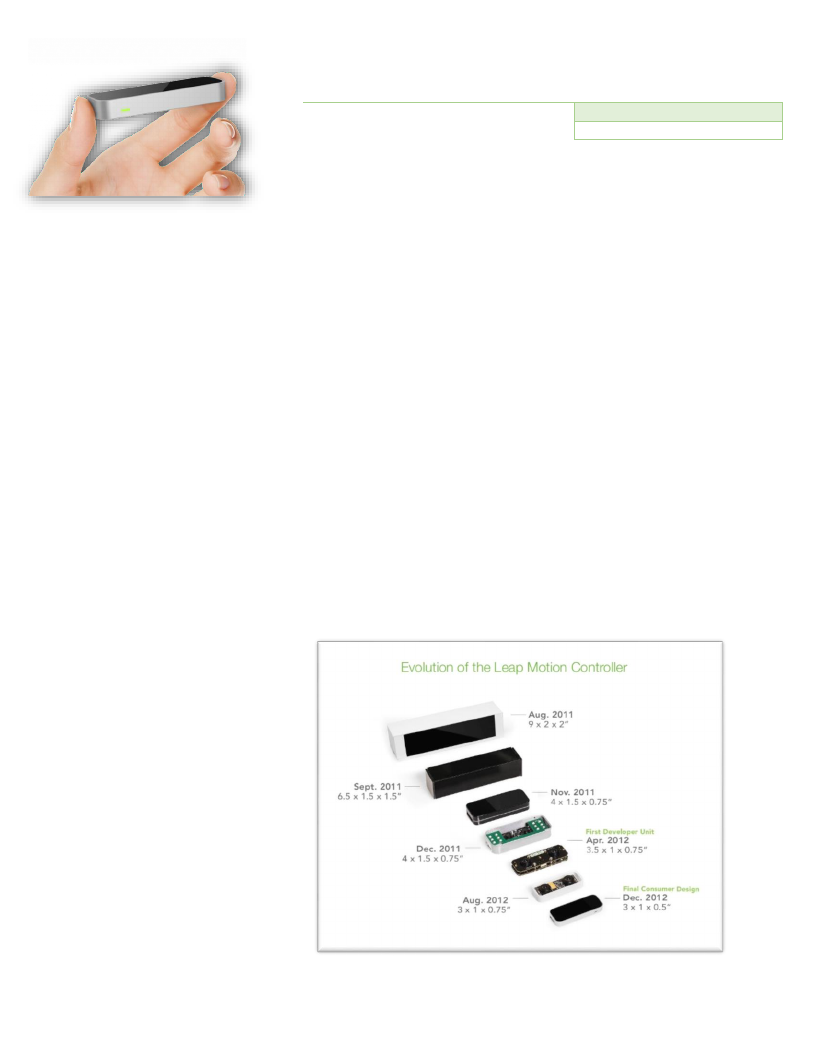 Evolution of the Leap Motion Controller
Aug. 2011
9 x 2 x 2"
Sept. 2011
6.5 x 1.5 x 1.5"
Nov. 2011
4 x 1.5 x 0.75"
First Developer Unit
Apr. 2012
3.5 x 1 x 0.75"
Dec. 2011
4 x 1.5 x 0.75"
Final Consumer Design
Dec. 2012
3 x 1 x 0.5"
Aug. 2012
3 x 1 x 0.75"